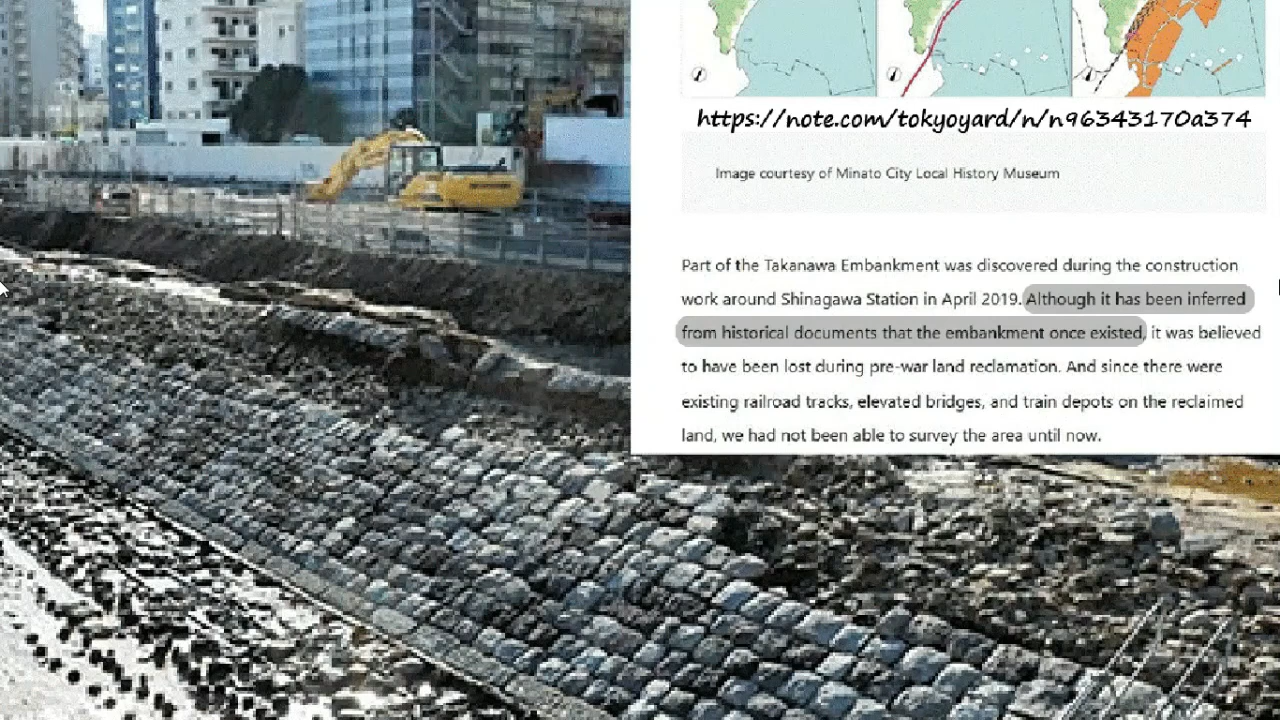 https://note.com/tokyoyard/n/n96343170a374
Image courtesy of Minato City Local History Museum
Part of the Takanawa Embankment was discovered during the construction
work around Shinagawa Station in April 2019. Although it has been inferred
from historical documents that the embankment once existed, it was believed
to have been lost during pre-war land reclamation. And since there were
existing railroad tracks, elevated bridges, and train depots on the reclaimed
land, we had not been able to survey the area until now.